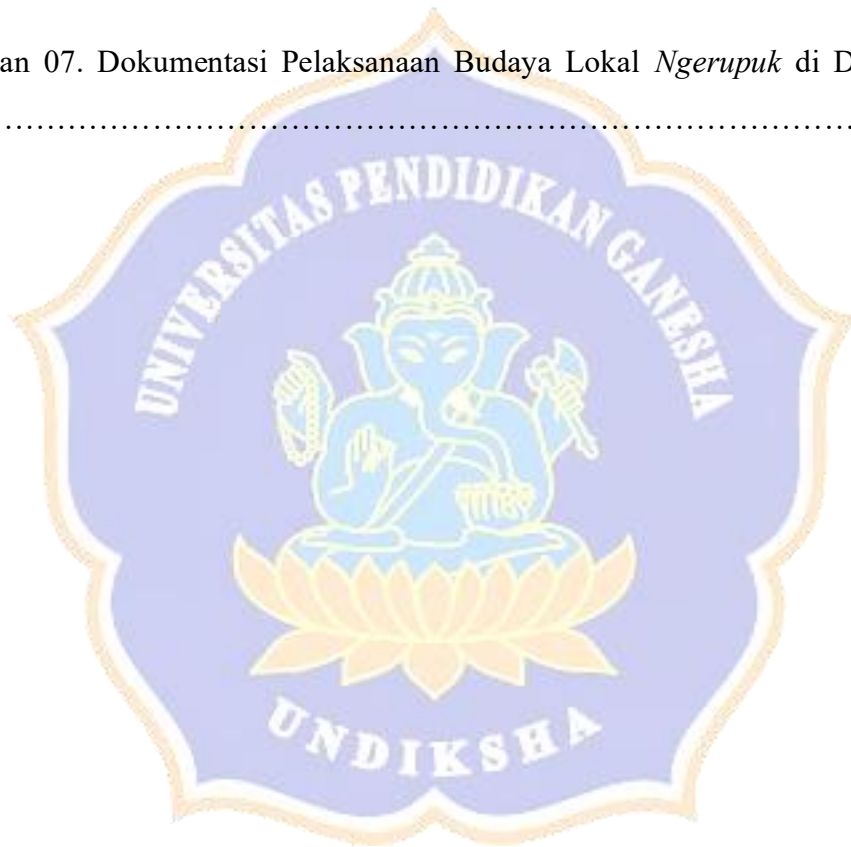 an 07. Dokumentasi Pelaksanaan Budaya Lokal Ngerupuk di D
................................................................................
UNIVERSITAS PENDIDIKAN GANESHA
UNDIKSHA